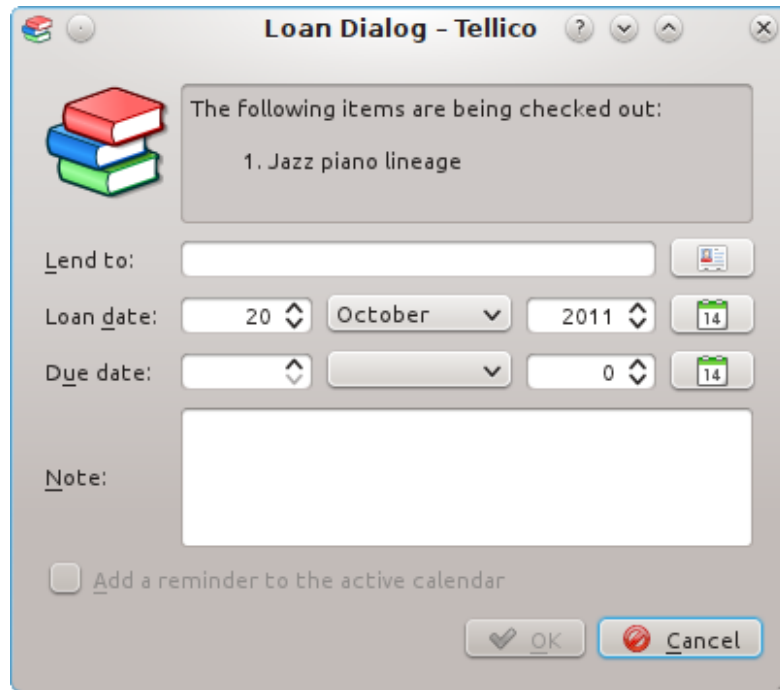 Loan Dialog – Tellico
The following items are being checked out:
1. Jazz piano lineage
Lend to:
Loan date: 20 October 2011 14
Due date: 0 14
Note:
Add a reminder to the active calendar
OK Cancel